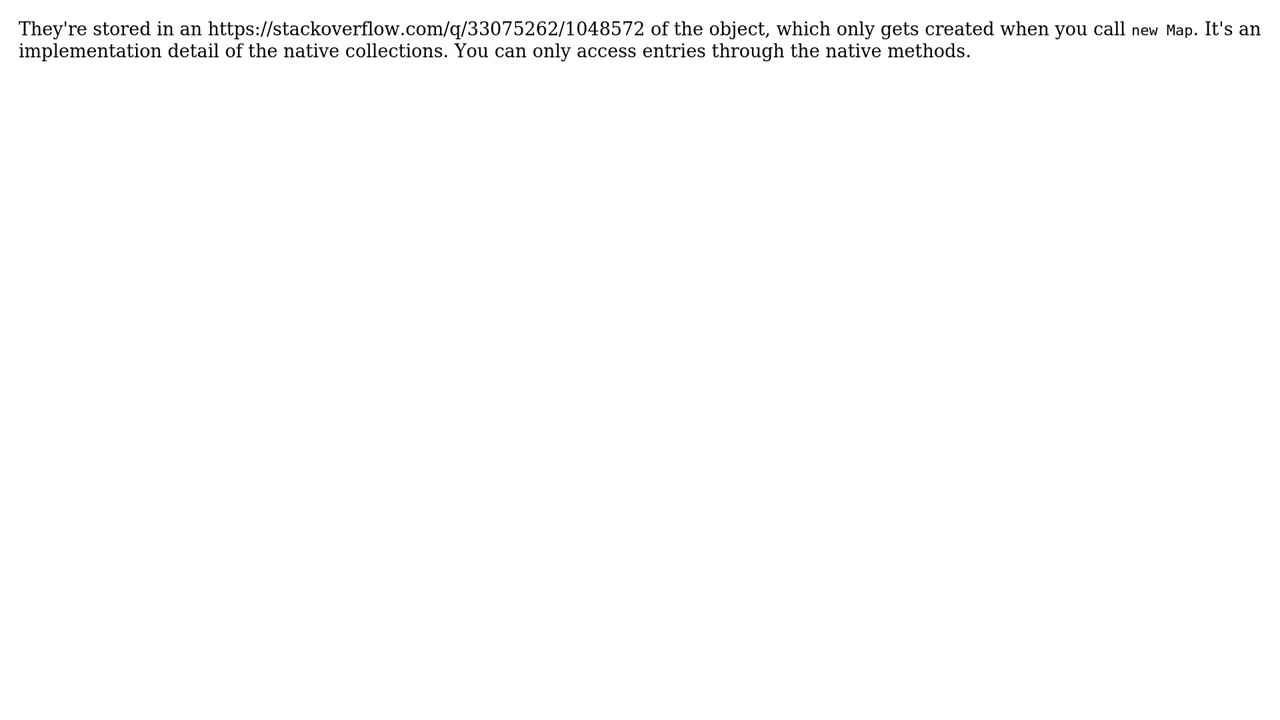 They're stored in an https://stackoverflow.com/q/33075262/1048572 of the object, which only gets created when you call new Map. It's an
implementation detail of the native collections. You can only access entries through the native methods.